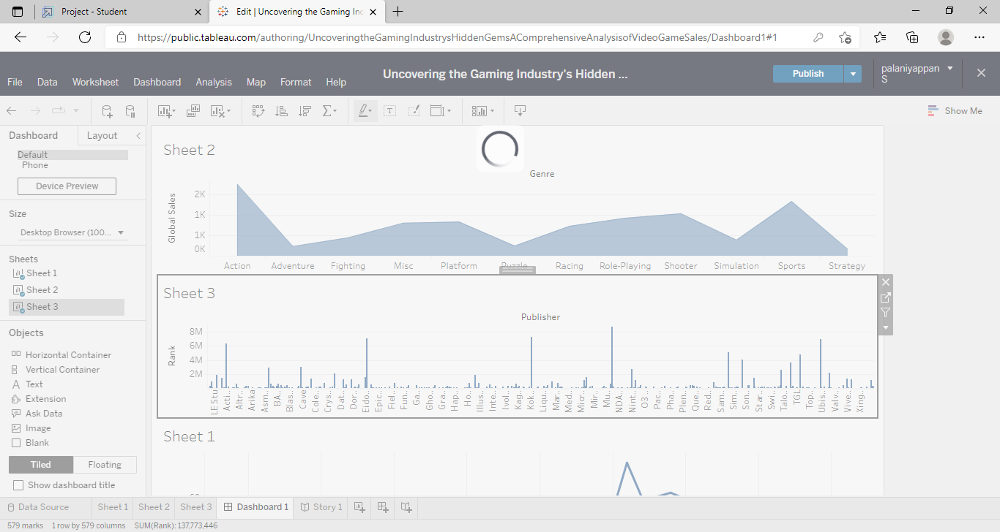 Project - Student
Edit | Uncovering the Gaming Inc
https://public.tableau.com/authoring/UncoveringtheGamingIndustrysHiddenGemsAComprehensiveAnalysisofVideoGameSales/Dashboard1#1
File Data Worksheet Dashboard Analysis Map Format Help
Uncovering the Gaming Industry's Hidden ...
Publish
palaniyappan
S
Show Me
Dashboard
Layout
Default
Phone
Device Preview
Size
Desktop Browser (100...
Sheets
Sheet 1
Sheet 2
Sheet 3
Objects
Horizontal Container
Vertical Container
Text
Extension
Ask Data
Image
Blank
Tiled
Floating
Show dashboard title
Sheet 2
Genre
Global Sales
2K
1K
1K
0K
Action Adventure Fighting Misc Platform Puzzle Racing Role-Playing Shooter Simulation Sports Strategy
Sheet 3
Publisher
Rank
8M
6M
4M
2M
LEStu Acti.. Altr.. Arika Asm.. BA.. Blas.. Cave Cole.. Crys.. Dat.. Dor.. Eido.. Epic.. Fiel.. Fun.. Ga.. Gho.. Gra.. Hap.. Ho.. Illus.. Inte.. Ivol.. Kag.. Kok.. Liqu.. Mar.. Med.. Micr.. Mir.. Mu.. NDA.. Nint.. O3 .. Pac.. Pha.. Plen.. Que.. Red.. Sam.. Sim.. Son.. Star.. Swi.. Talo.. TGL Top.. Ubis.. Valv.. Vive.. Xing..
Sheet 1
Data Source
Sheet 1
Sheet 2
Sheet 3
Dashboard 1
Story 1
579 marks 1 row by 579 columns SUM(Rank): 137,773,446